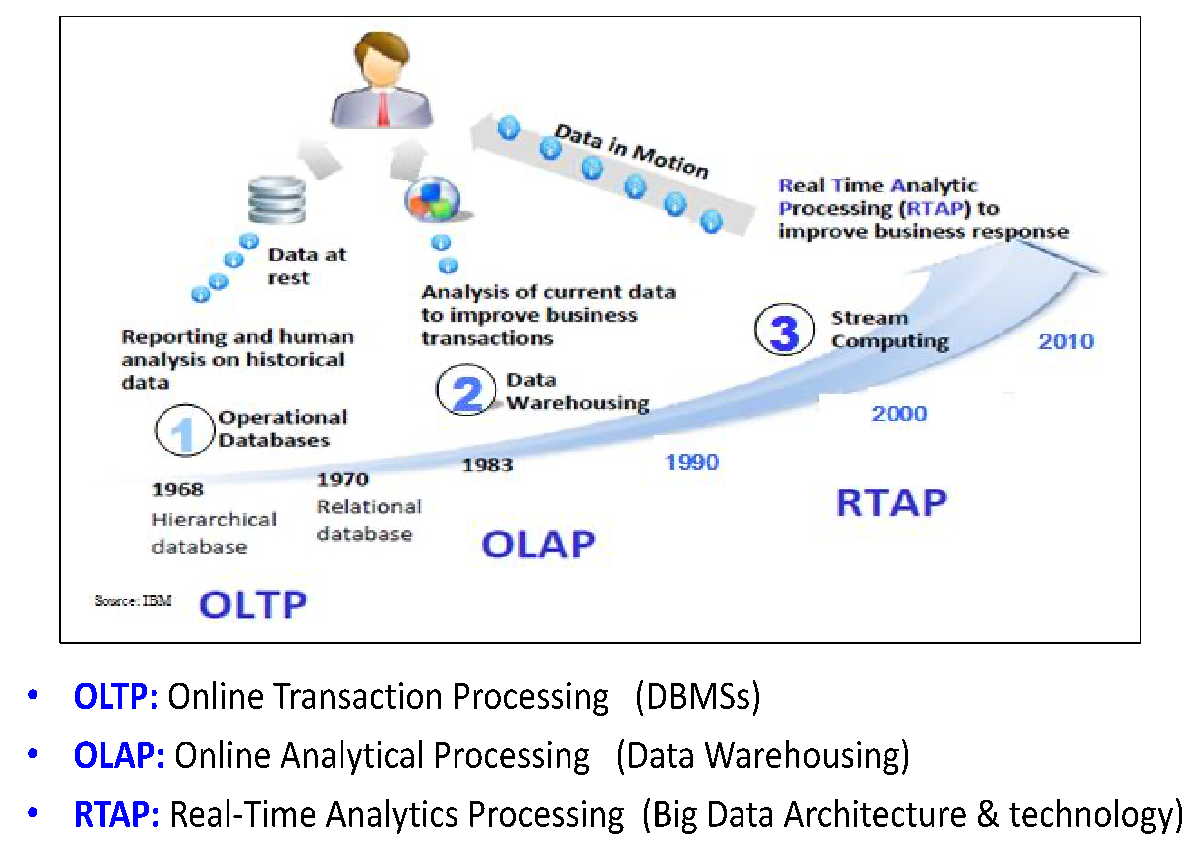 Data in Motion
Real Time Analytic
Processing (RTAP) to
improve business response
Data at
rest
Analysis of current data
to improve business
transactions
Reporting and human
analysis on historical
data
3
Stream
Computing
2010
2
Data
Warehousing
1
Operational
Databases
2000
1990
1983
1970
Relational
database
1968
Hierarchical
database
RTAP
OLAP
OLTP
Source: IBM
• OLTP: Online Transaction Processing (DBMSs)
• OLAP: Online Analytical Processing (Data Warehousing)
• RTAP: Real-Time Analytics Processing (Big Data Architecture & technology)